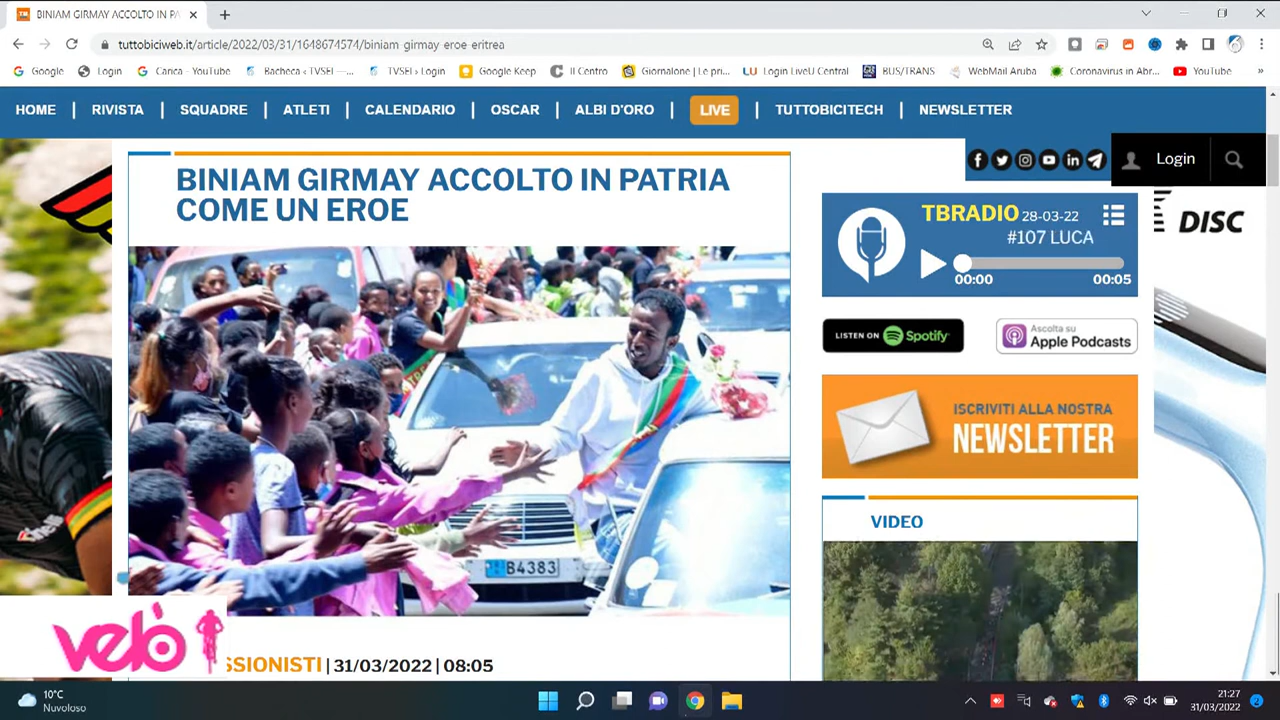 BINIAM GIRMAY ACCOLTO IN PA
tuttobiciweb.it/article/2022/03/31/1648674574/biniam-girmay-eroe-eritrea
Google Login Carica - YouTube Bacheca ‹ TVSEI —... TVSEI › Login Google Keep Il Centro Giornalone | Le pri... LU Login LiveU Central BUS/TRANS WebMail Aruba Coronavirus in Abr... YouTube »
HOME | RIVISTA | SQUADRE | ATLETI | CALENDARIO | OSCAR | ALBI D'ORO | LIVE | TUTTOBICITECH | NEWSLETTER
Login
BINIAM GIRMAY ACCOLTO IN PATRIA
COME UN EROE
DISC
TBRADIO 28-03-22
#107 LUCA
00:00 00:05
LISTEN ON Spotify
Ascolta su
Apple Podcasts
ISCRIVITI ALLA NOSTRA
NEWSLETTER
VIDEO
B4383
velò
SSIONISTI | 31/03/2022 | 08:05
10°C
Nuvoloso
21:27
31/03/2022
2